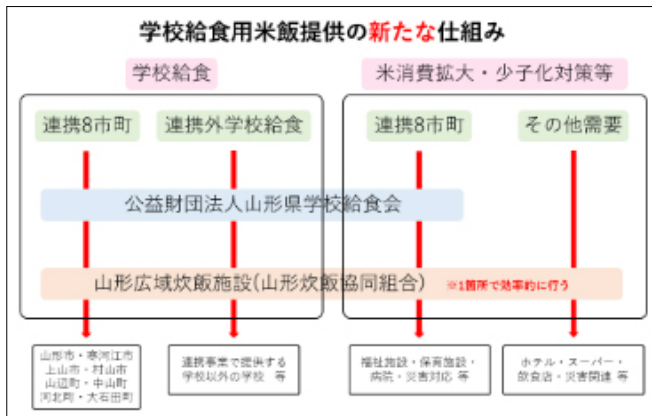 学校給食用米飯提供の新たな仕組み
学校給食
米消費拡大・少子化対策等
連携8市町
連携外学校給食
連携8市町
その他需要
公益財団法人山形県学校給食会
山形広域炊飯施設(山形炊飯協同組合)
※1箇所で効率的に行う
山形市・寒河江市
上山市・村山市
山辺町・中山町
河北町・大石田町
連携事業で提供する
学校以外の学校 等
福祉施設・保育施設・
病院・災害対応 等
ホテル・スーパー・
飲食店・災害関連 等